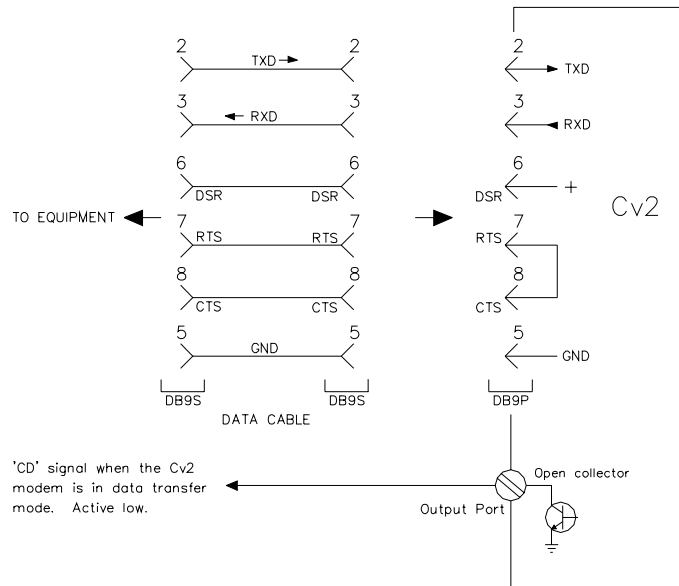 2 2 2
TXD TXD
3 3 3
RXD RXD
6 6 6
DSR DSR DSR +
Cv2
TO EQUIPMENT
7 7 7
RTS RTS RTS
8 8 8
CTS CTS CTS
5 5 5
GND GND
DB9S DB9S DB9P
DATA CABLE
'CD' signal when the Cv2
modem is in data transfer
mode. Active low.
Open collector
Output Port